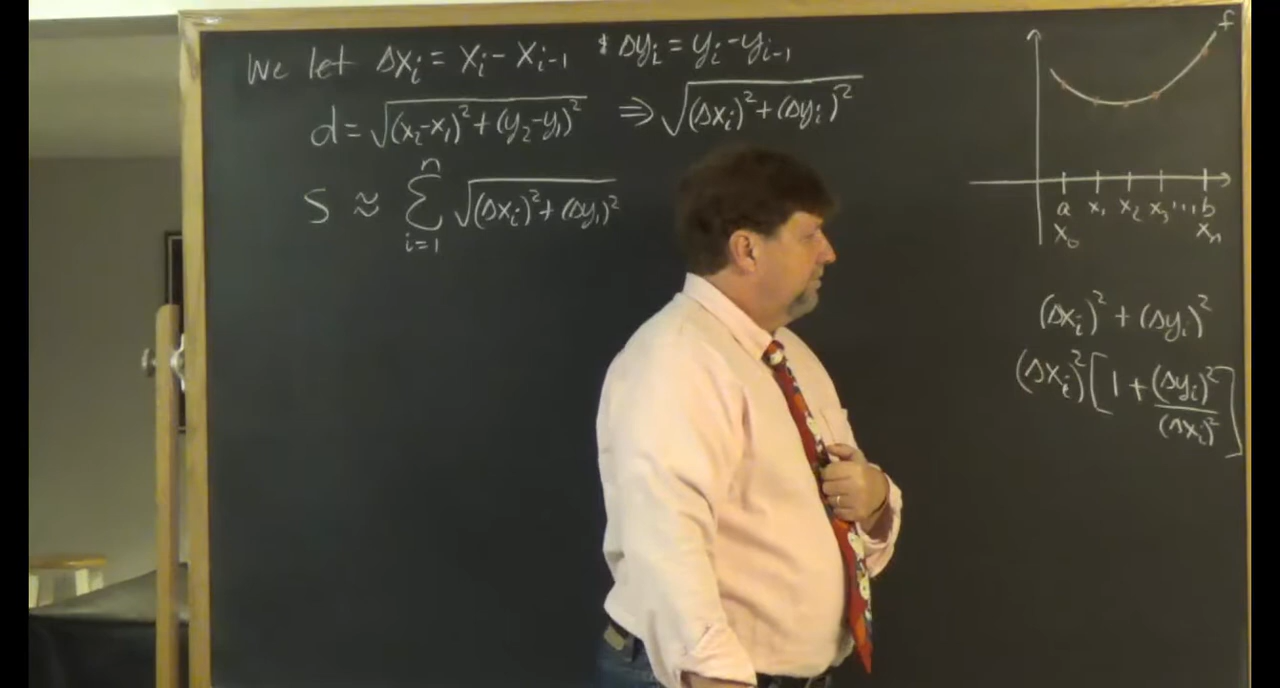 We let Δxᵢ = xᵢ - xᵢ₋₁ & Δyᵢ = yᵢ - yᵢ₋₁
d = √((x₂-x₁)² + (y₂-y₁)²) ⇒ √((Δxᵢ)² + (Δyᵢ)²)
S ≈ Σⁿᵢ₌₁ √((Δxᵢ)² + (Δyᵢ)²)
f
a x₁ x₂ x₃ ... b
x₀ xₙ
(Δxᵢ)² + (Δyᵢ)²
(Δxᵢ)² [1 + (Δyᵢ)²/(Δxᵢ)²]